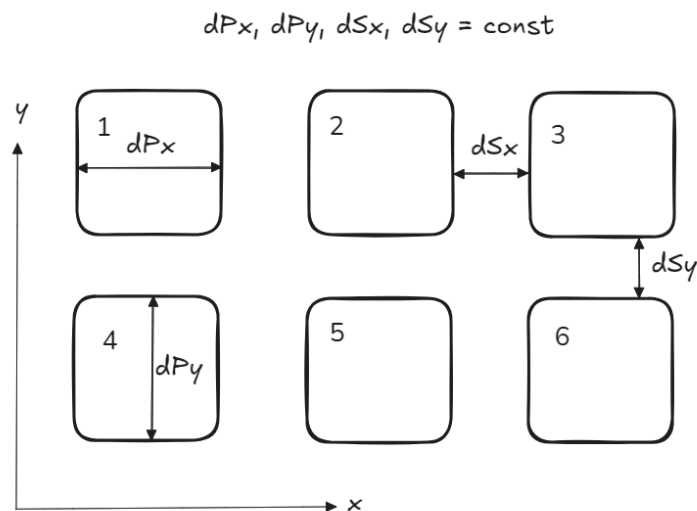 dPx, dPy, dSx, dSy = const
y
1
2
3
dPx
dSx
dSy
4
5
6
dPy
x